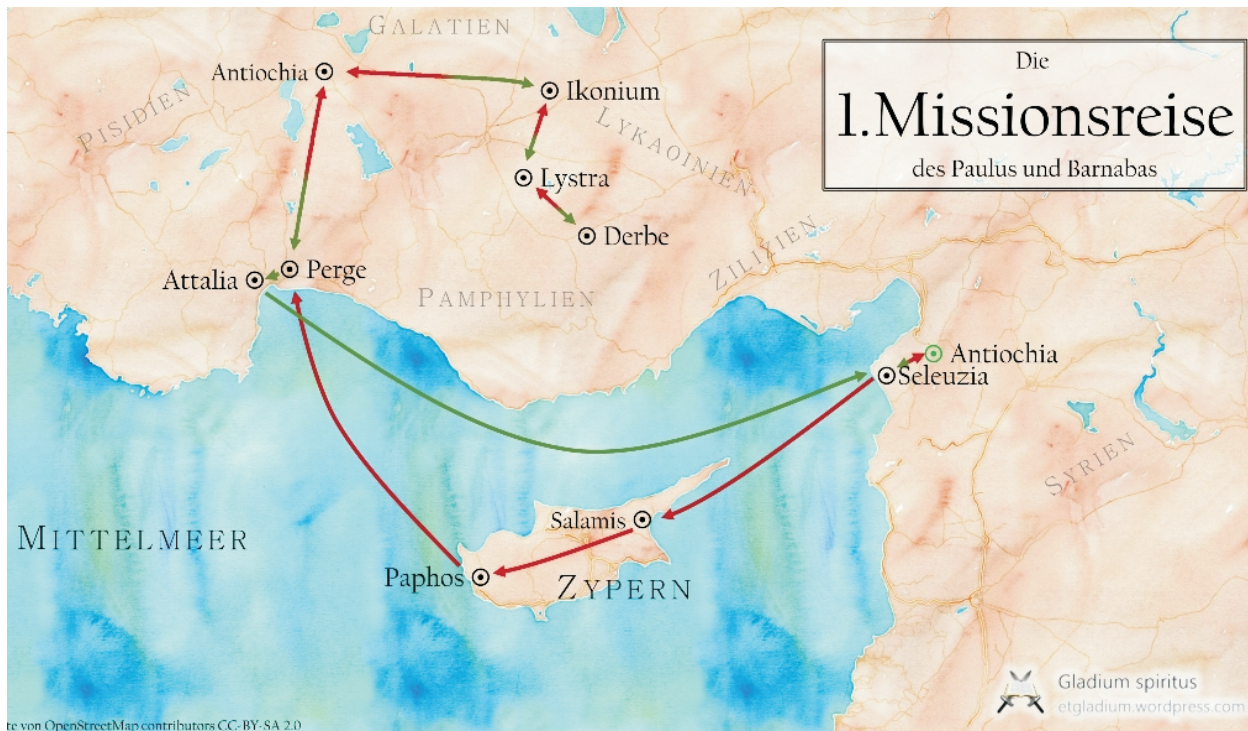 GALATIEN
Antiochia
Ikonium
PISIDIEN
LYKAOINIEN
Lystra
Derbe
Die
1.Missionsreise
des Paulus und Barnabas
ZILIZIEN
Attalia
Perge
PAMPHYLIEN
Antiochia
Seleuzia
SYRIEN
Salamis
MITTELMEER
Paphos
ZYPERN
Gladium spiritus
etgladium.wordpress.com
te von OpenStreetMap contributors CC-BY-SA 2.0